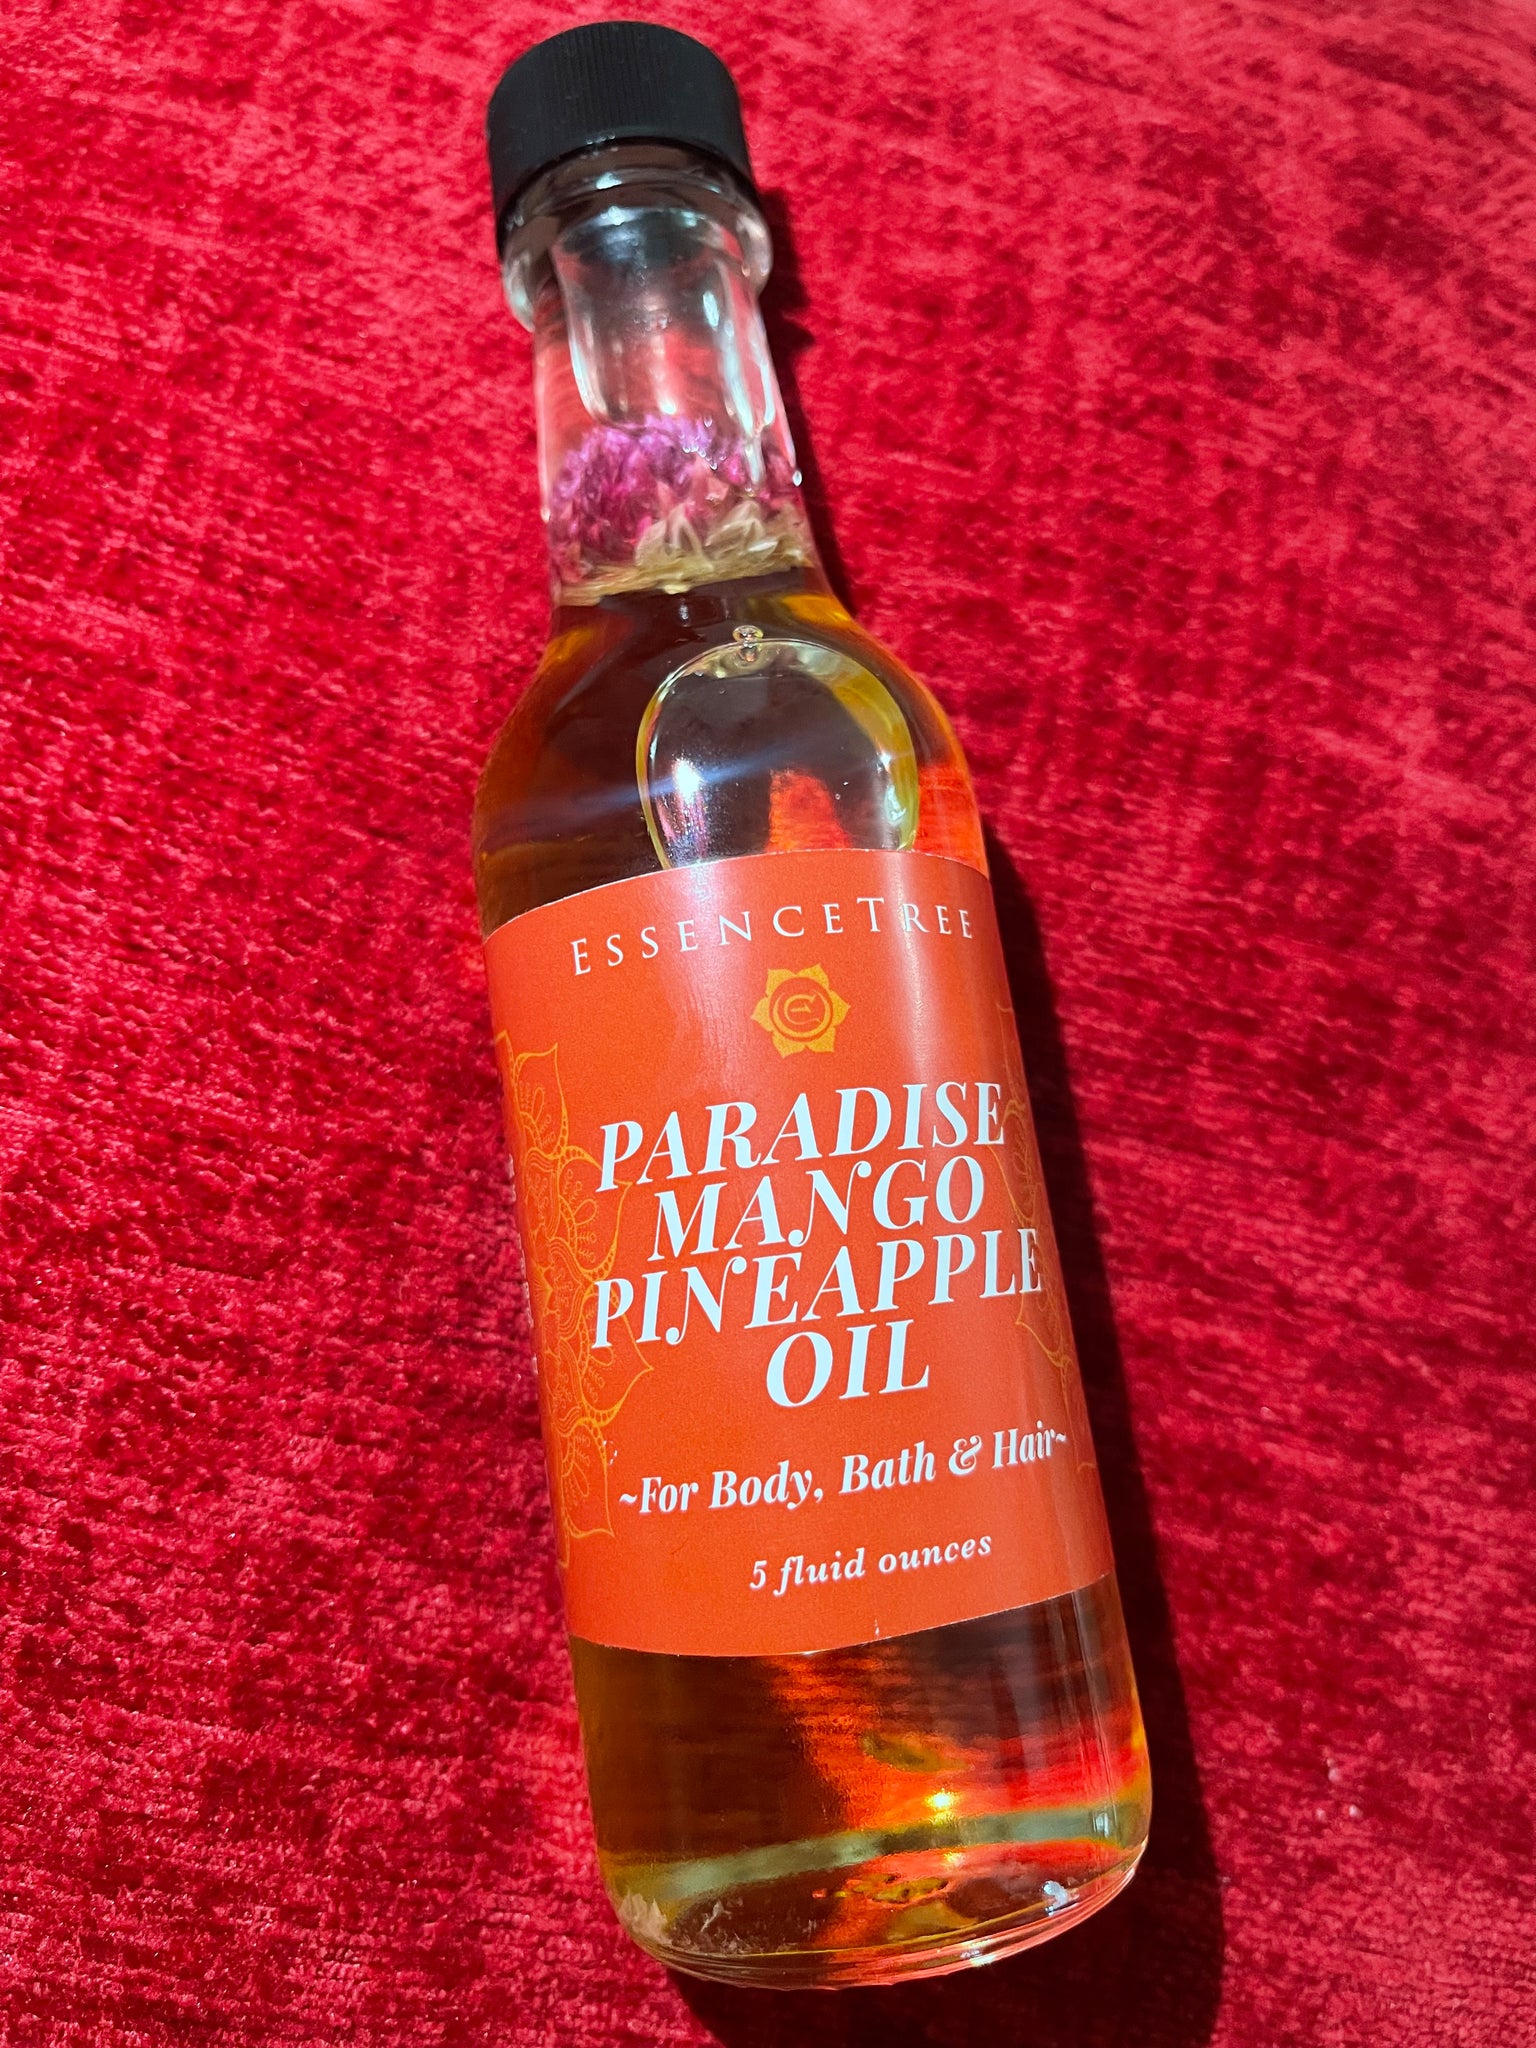 ESSENCETREE
PARADISE
MANGO
PINEAPPLE
OIL
~For Body, Bath & Hair~
5 fluid ounces